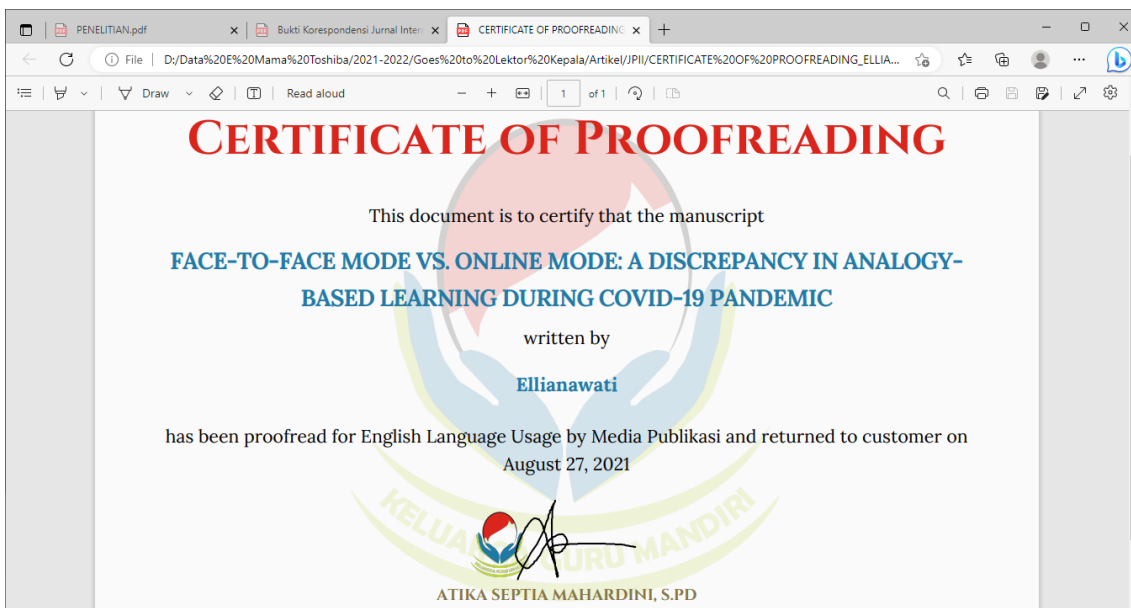 PENELITIAN.pdf
Bukti Korespondensi Jurnal Intern
CERTIFICATE OF PROOFREADING
File
D:/Data%20E%20Mama%20Toshiba/2021-2022/Goes%20to%20Lektor%20Kepala/Artikel/JPII/CERTIFICATE%20OF%20PROOFREADING_ELLIA...
Draw
Read aloud
1 of 1
CERTIFICATE OF PROOFREADING
This document is to certify that the manuscript
FACE-TO-FACE MODE VS. ONLINE MODE: A DISCREPANCY IN ANALOGY-
BASED LEARNING DURING COVID-19 PANDEMIC
written by
Ellianawati
has been proofread for English Language Usage by Media Publikasi and returned to customer on
August 27, 2021
KELUARGA GURU MANDIRI
ATIKA SEPTIA MAHARDINI, S.PD